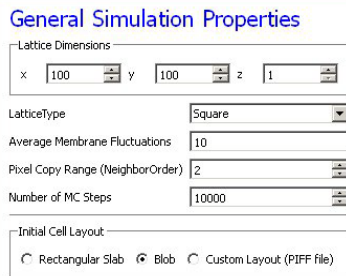 General Simulation Properties
Lattice Dimensions
x 100 y 100 z 1
LatticeType Square
Average Membrane Fluctuations 10
Pixel Copy Range (NeighborOrder) 2
Number of MC Steps 10000
Initial Cell Layout
Rectangular Slab Blob Custom Layout (PIFF file)